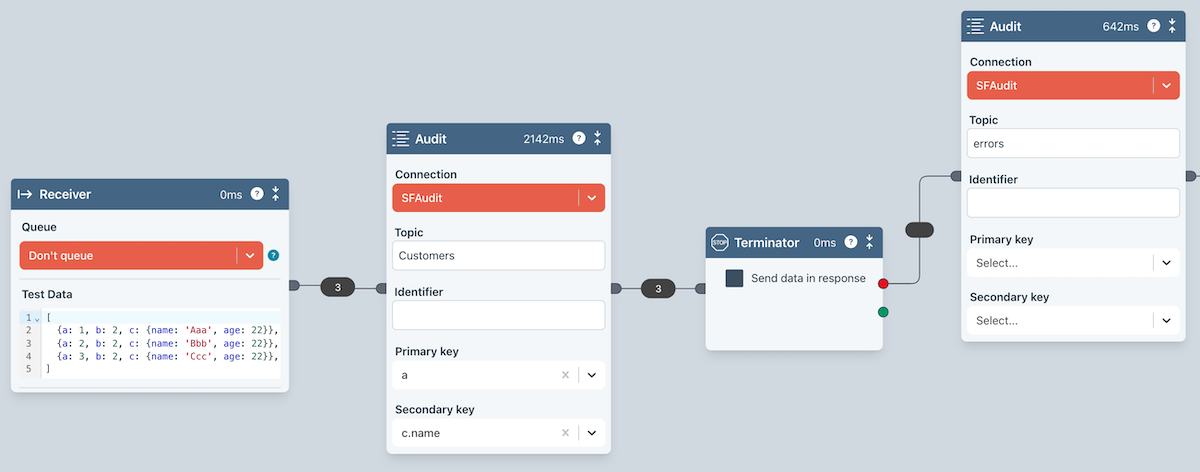 Receiver 0ms ?
Queue
Don't queue ?
Test Data
1 [
2 {a: 1, b: 2, c: {name: 'Aaa', age: 22}},
3 {a: 2, b: 2, c: {name: 'Bbb', age: 22}},
4 {a: 3, b: 2, c: {name: 'Ccc', age: 22}},
5 ]
3
Audit 2142ms ?
Connection
SFAudit
Topic
Customers
Identifier
Primary key
a
Secondary key
c.name
3
STOP Terminator 0ms ?
Send data in response
Audit 642ms ?
Connection
SFAudit
Topic
errors
Identifier
Primary key
Select...
Secondary key
Select...